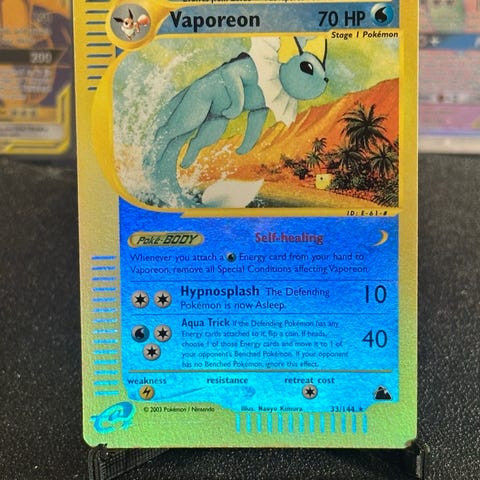 Vaporeon 70 HP
Stage 1 Pokémon
ID: E-61-#
Poké-BODY Self-healing
Whenever you attach a Energy card from your hand to
Vaporeon, remove all Special Conditions affecting Vaporeon.
Hypnosplash The Defending 10
Pokémon is now Asleep.
Aqua Trick If the Defending Pokémon has any
Energy cards attached to it, flip a coin. If heads,
choose 1 of those Energy cards and move it to 1 of 40
your opponent's Benched Pokémon. If your opponent
has no Benched Pokémon, ignore this effect.
weakness resistance retreat cost
© 2003 Pokémon / Nintendo Illus. Naoyo Kimura 33/144 ★
200